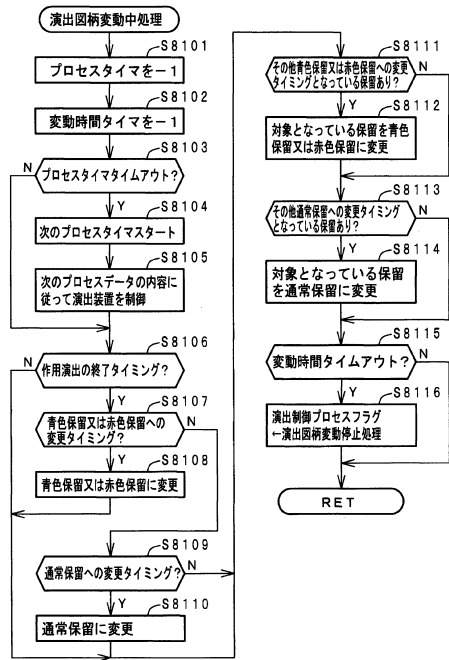 演出図柄変動中処理
S8101
プロセスタイマを−1
S8102
変動時間タイマを−1
S8103
プロセスタイマタイムアウト?
N
Y
S8104
次のプロセスタイマスタート
S8105
次のプロセスデータの内容に
従って演出装置を制御
S8106
作用演出の終了タイミング?
N
Y
S8107
青色保留又は赤色保留への
変更タイミング?
N
Y
S8108
青色保留又は赤色保留に変更
S8109
通常保留への変更タイミング?
N
Y
S8110
通常保留に変更
S8111
その他青色保留又は赤色保留への変更
タイミングとなっている保留あり?
N
Y
S8112
対象となっている保留を青色
保留又は赤色保留に変更
S8113
その他通常保留への変更タイミング
となっている保留あり?
N
Y
S8114
対象となっている保留
を通常保留に変更
S8115
変動時間タイムアウト?
N
Y
S8116
演出制御プロセスフラグ
←演出図柄変動停止処理
RET